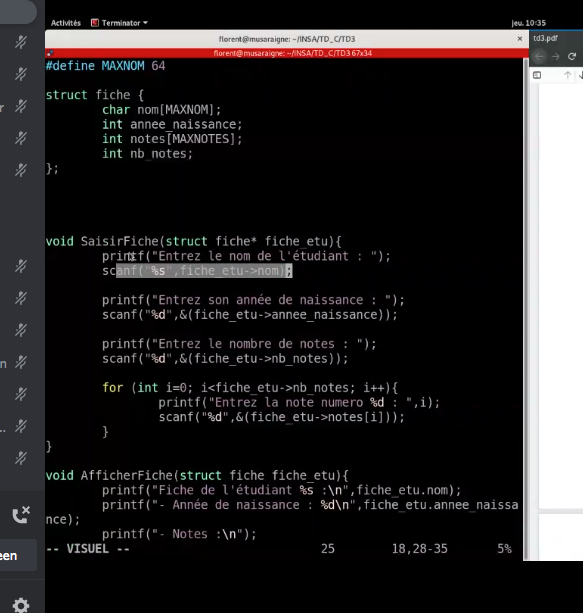 Activités Terminator jeu. 10:35
florent@musaraigne: ~/INSA/TD_C/TD3 × td3.pdf
florent@musaraigne: ~/INSA/TD_C/TD3 67x34
#define MAXNOM 64
struct fiche {
char nom[MAXNOM];
int annee_naissance;
int notes[MAXNOTES];
int nb_notes;
};
void SaisirFiche(struct fiche* fiche_etu){
printf("Entrez le nom de l'étudiant : ");
scanf("%s",fiche_etu->nom);
printf("Entrez son année de naissance : ");
scanf("%d",&(fiche_etu->annee_naissance));
printf("Entrez le nombre de notes : ");
scanf("%d",&(fiche_etu->nb_notes));
for (int i=0; i<fiche_etu->nb_notes; i++){
printf("Entrez la note numero %d : ",i);
scanf("%d",&(fiche_etu->notes[i]));
}
}
void AfficherFiche(struct fiche fiche_etu){
printf("Fiche de l'étudiant %s :\n",fiche_etu.nom);
printf("- Année de naissance : %d\n",fiche_etu.annee_naissa
nce);
printf("- Notes :\n");
-- VISUEL -- 25 18,28-35 5%